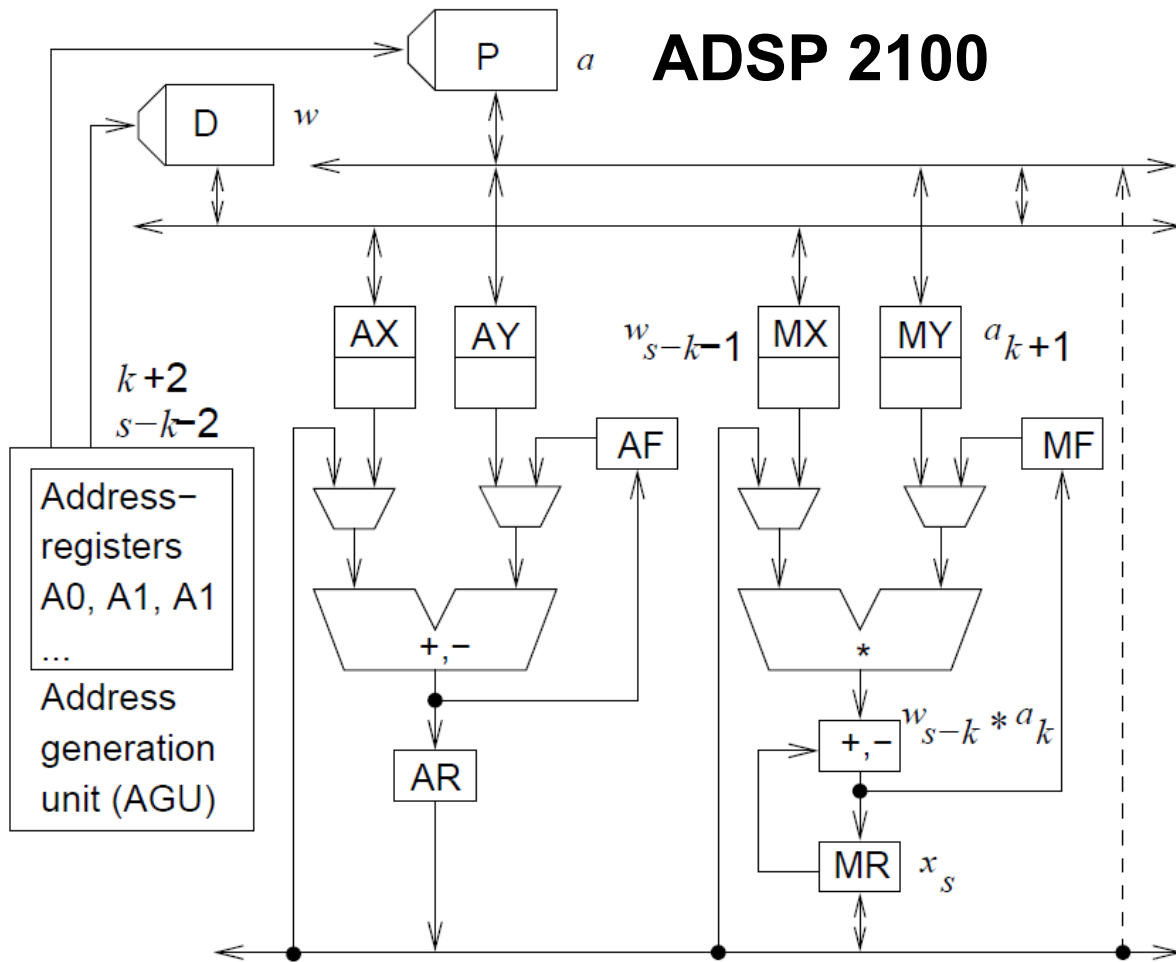 P
a
ADSP 2100
D
w
AX
AY
w s−k−1
MX
MY
a k+1
k+2
s−k−2
AF
MF
Address−
registers
A0, A1, A1
...
Address
generation
unit (AGU)
+,−
*
+,−
w s−k * a k
AR
MR
x s